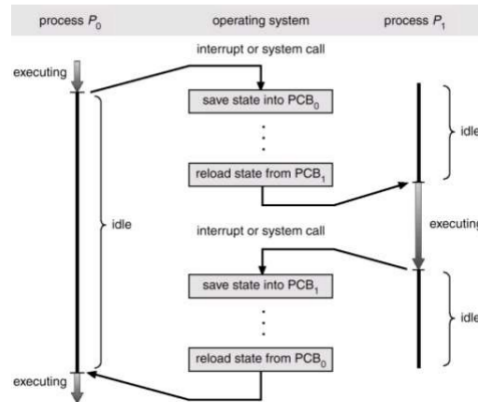 process P0
operating system
process P1
interrupt or system call
executing
save state into PCB0
idle
reload state from PCB1
idle
interrupt or system call
executing
save state into PCB1
idle
reload state from PCB0
executing